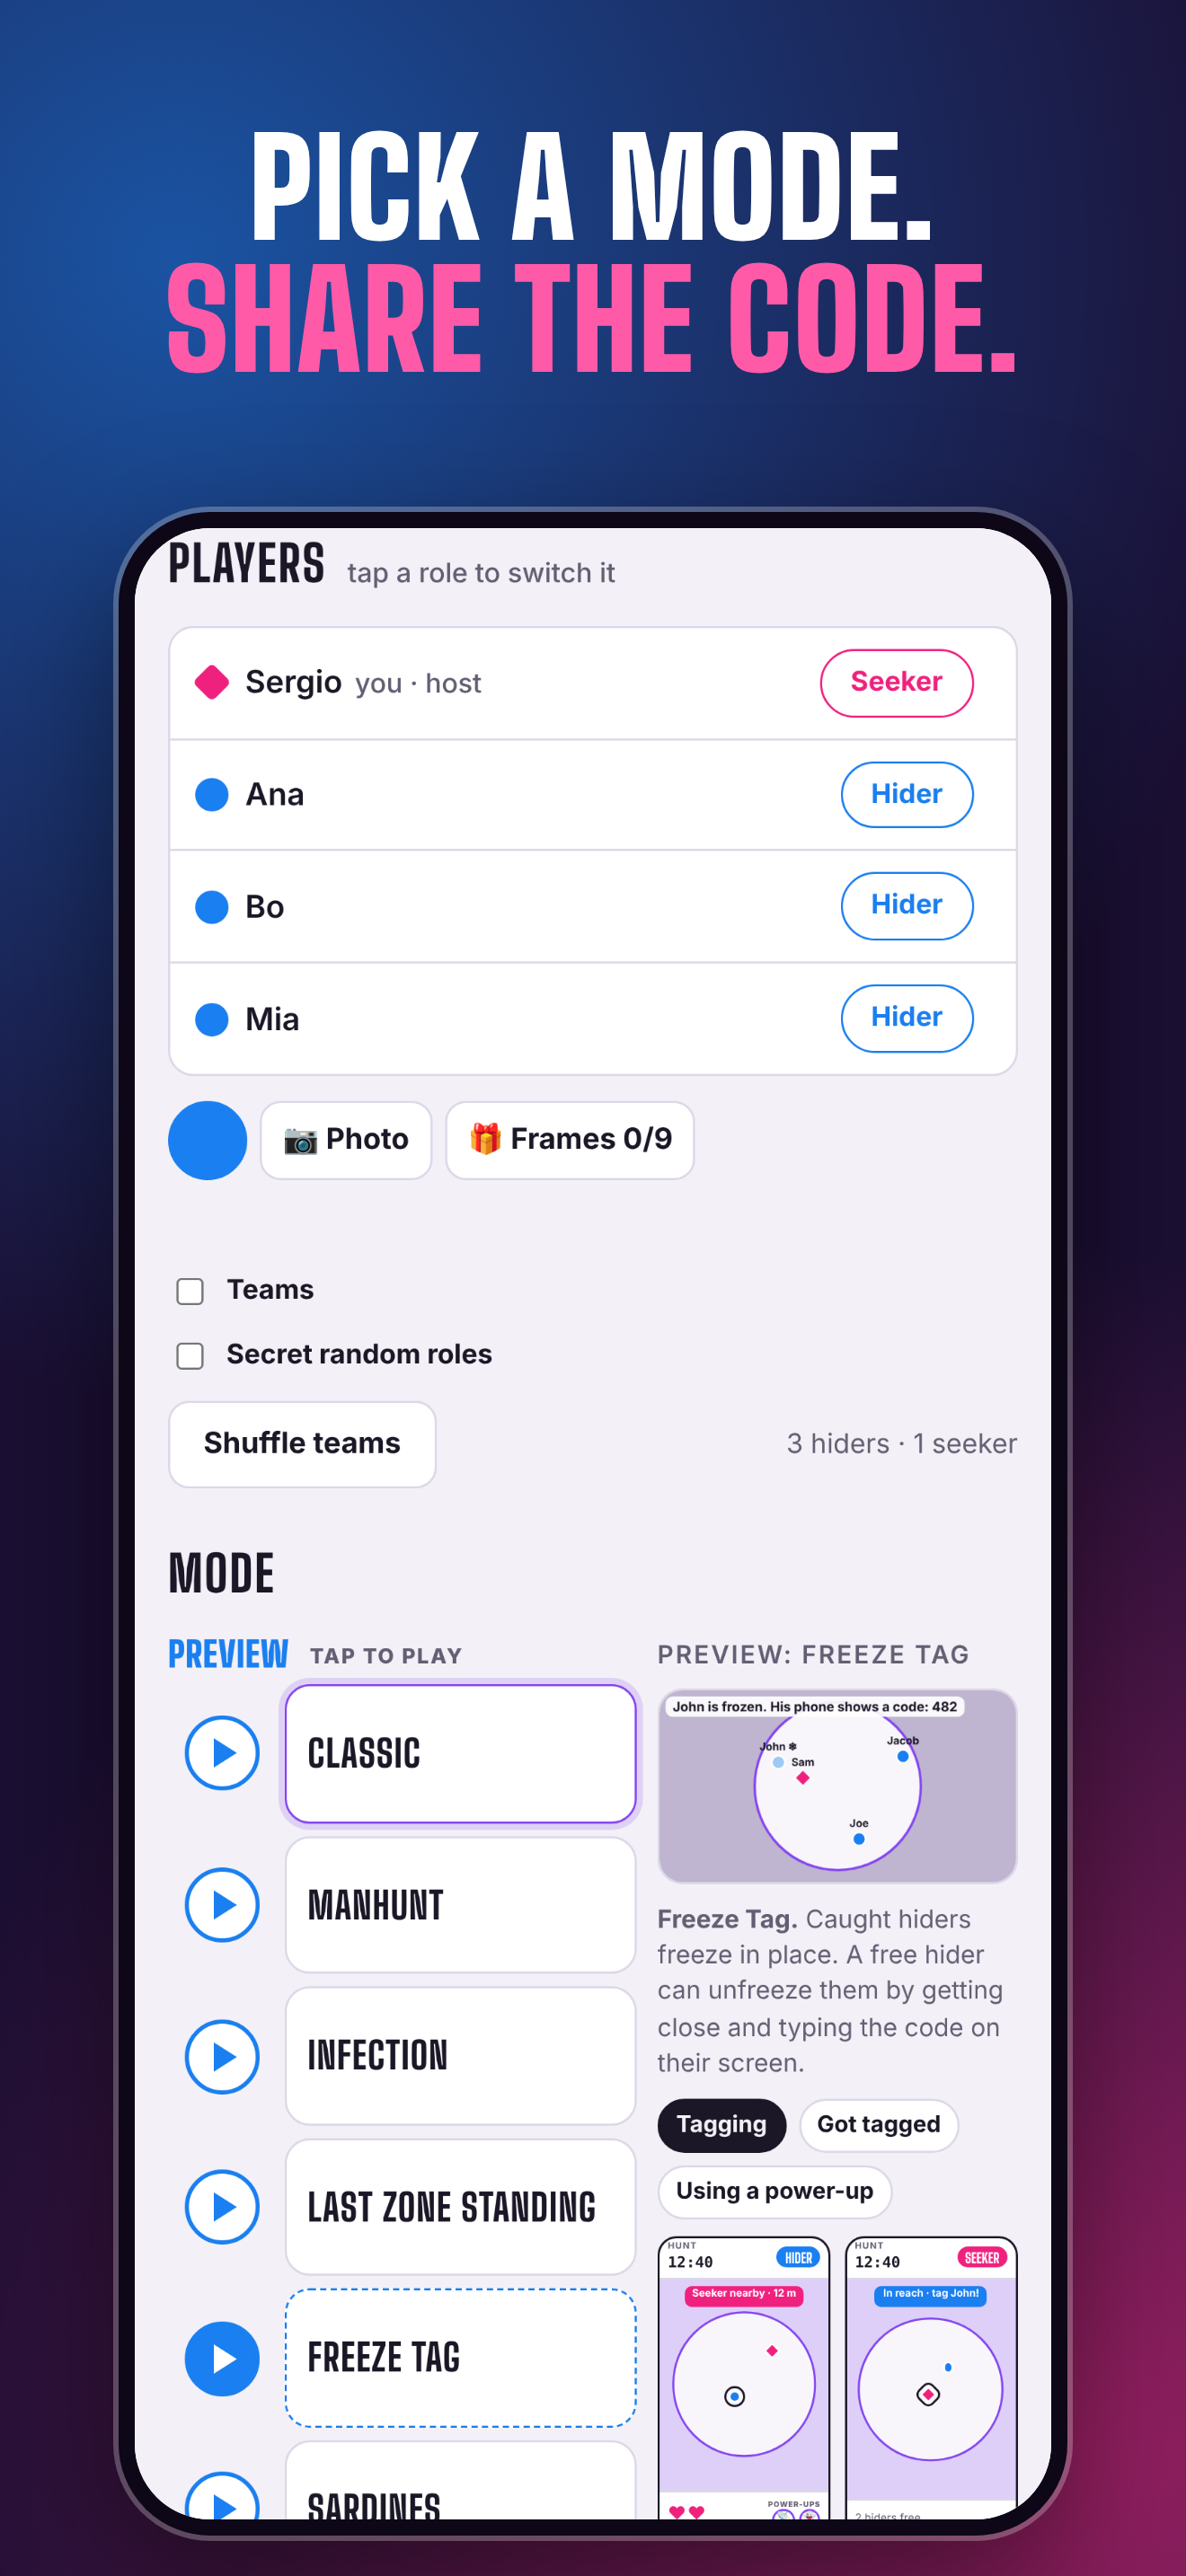 PICK A MODE.
SHARE THE CODE.
PLAYERS tap a role to switch it
Sergio you · host Seeker
Ana Hider
Bo Hider
Mia Hider
Photo Frames 0/9
Teams
Secret random roles
Shuffle teams 3 hiders · 1 seeker
MODE
PREVIEW TAP TO PLAY
CLASSIC
MANHUNT
INFECTION
LAST ZONE STANDING
FREEZE TAG
SARDINES
PREVIEW: FREEZE TAG
John is frozen. His phone shows a code: 482
John ❄ Jacob
Sam
Joe
Freeze Tag. Caught hiders
freeze in place. A free hider
can unfreeze them by getting
close and typing the code on
their screen.
Tagging Got tagged
Using a power-up
HUNT
12:40 HIDER
Seeker nearby · 12 m
POWER-UPS
HUNT
12:40 SEEKER
In reach · tag John!
2 hiders free